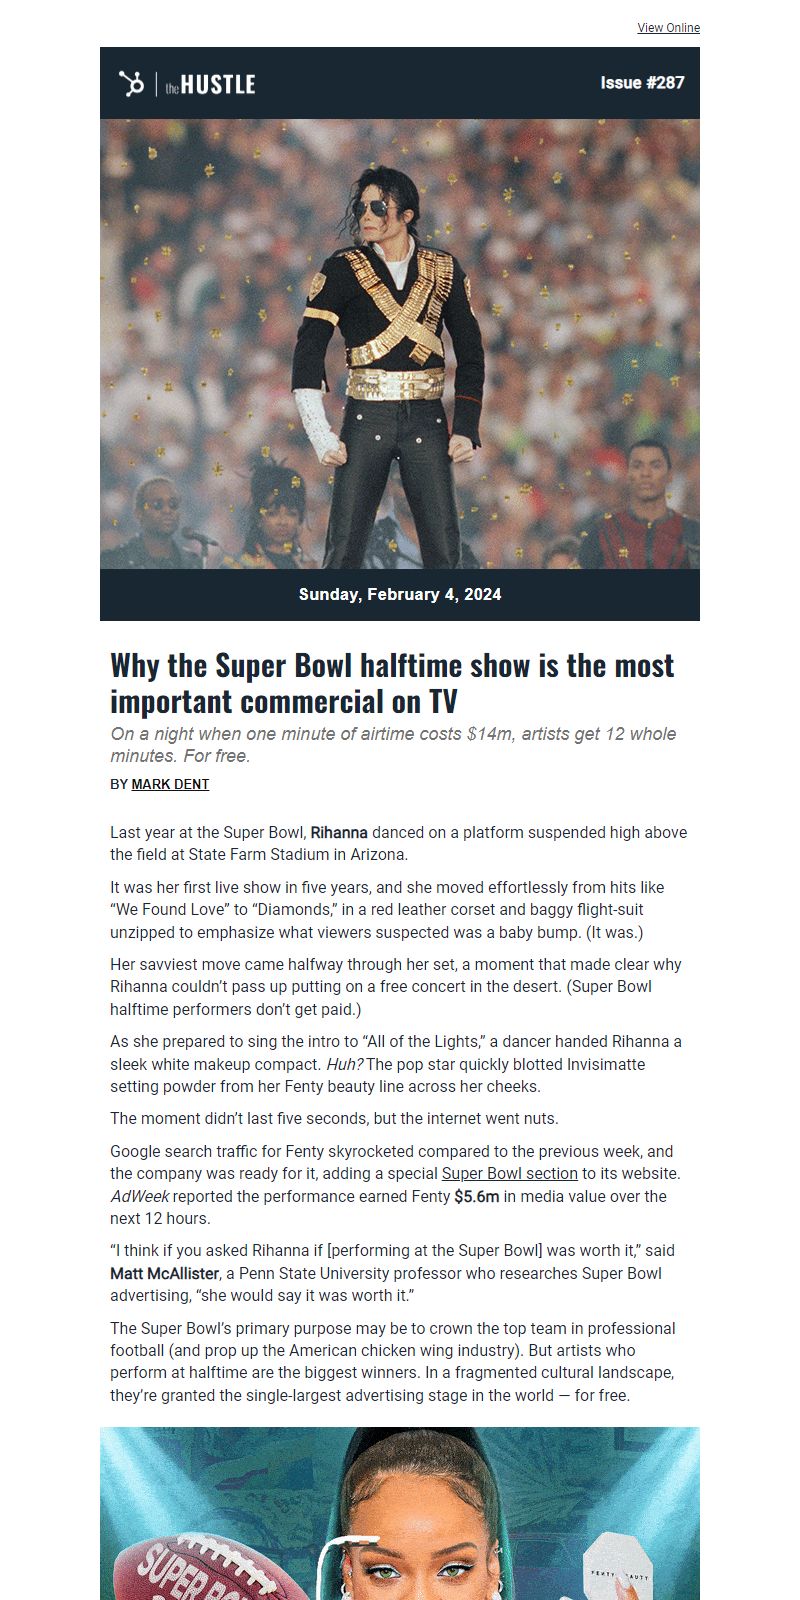 View Online
the HUSTLE
Issue #287
Sunday, February 4, 2024
Why the Super Bowl halftime show is the most
important commercial on TV
On a night when one minute of airtime costs $14m, artists get 12 whole
minutes. For free.
BY MARK DENT
Last year at the Super Bowl, Rihanna danced on a platform suspended high above
the field at State Farm Stadium in Arizona.
It was her first live show in five years, and she moved effortlessly from hits like
“We Found Love” to “Diamonds,” in a red leather corset and baggy flight-suit
unzipped to emphasize what viewers suspected was a baby bump. (It was.)
Her savviest move came halfway through her set, a moment that made clear why
Rihanna couldn’t pass up putting on a free concert in the desert. (Super Bowl
halftime performers don’t get paid.)
As she prepared to sing the intro to “All of the Lights,” a dancer handed Rihanna a
sleek white makeup compact. Huh? The pop star quickly blotted Invisimatte
setting powder from her Fenty beauty line across her cheeks.
The moment didn’t last five seconds, but the internet went nuts.
Google search traffic for Fenty skyrocketed compared to the previous week, and
the company was ready for it, adding a special Super Bowl section to its website.
AdWeek reported the performance earned Fenty $5.6m in media value over the
next 12 hours.
“I think if you asked Rihanna if [performing at the Super Bowl] was worth it,” said
Matt McAllister, a Penn State University professor who researches Super Bowl
advertising, “she would say it was worth it.”
The Super Bowl’s primary purpose may be to crown the top team in professional
football (and prop up the American chicken wing industry). But artists who
perform at halftime are the biggest winners. In a fragmented cultural landscape,
they’re granted the single-largest advertising stage in the world — for free.
SUPER
FENTY